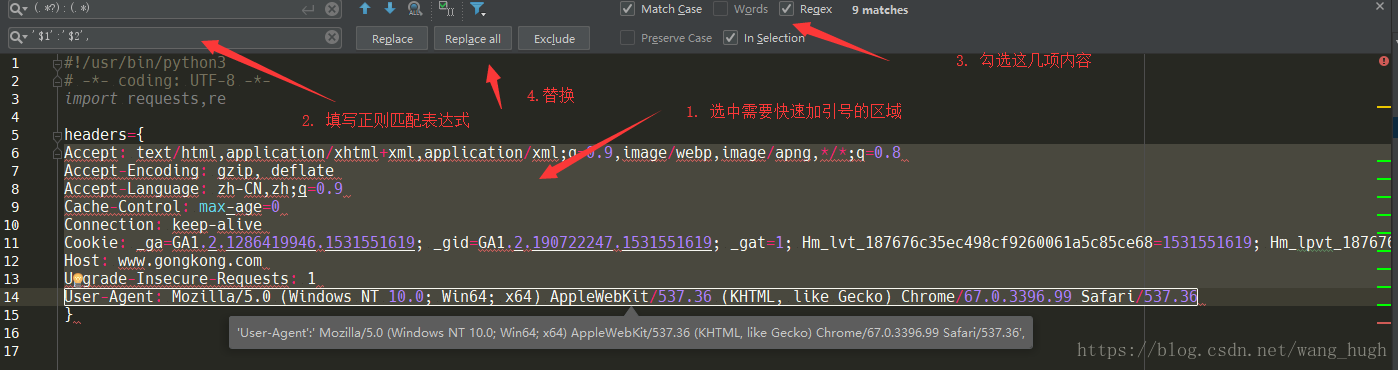 (.*?):(.*)
Match Case
Words
Regex
9 matches
'$1':'$2',
Replace
Replace all
Exclude
Preserve Case
In Selection
3. 勾选这几项内容
4.替换
1. 选中需要快速加引号的区域
2. 填写正则匹配表达式
1 #!/usr/bin/python3
2 # -*- coding: UTF-8 -*-
3 import requests,re
4
5 headers={
6 Accept: text/html,application/xhtml+xml,application/xml;q=0.9,image/webp,image/apng,*/*;q=0.8
7 Accept-Encoding: gzip, deflate
8 Accept-Language: zh-CN,zh;q=0.9
9 Cache-Control: max-age=0
10 Connection: keep-alive
11 Cookie: _ga=GA1.2.1286419946.1531551619; _gid=GA1.2.190722247.1531551619; _gat=1; Hm_lvt_187676c35ec498cf9260061a5c85ce68=1531551619; Hm_lpvt_187676
12 Host: www.gongkong.com
13 Upgrade-Insecure-Requests: 1
14 User-Agent: Mozilla/5.0 (Windows NT 10.0; Win64; x64) AppleWebKit/537.36 (KHTML, like Gecko) Chrome/67.0.3396.99 Safari/537.36
15 }
16
17
'User-Agent':' Mozilla/5.0 (Windows NT 10.0; Win64; x64) AppleWebKit/537.36 (KHTML, like Gecko) Chrome/67.0.3396.99 Safari/537.36',
https://blog.csdn.net/wang_hugh